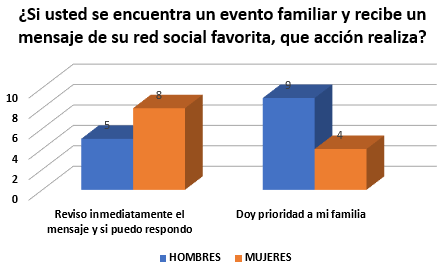 ¿Si usted se encuentra un evento familiar y recibe un
mensaje de su red social favorita, que acción realiza?
10
8
6
4
2
0
5
8
9
4
Reviso inmediatamente el
mensaje y si puedo respondo
Doy prioridad a mi familia
HOMBRES
MUJERES